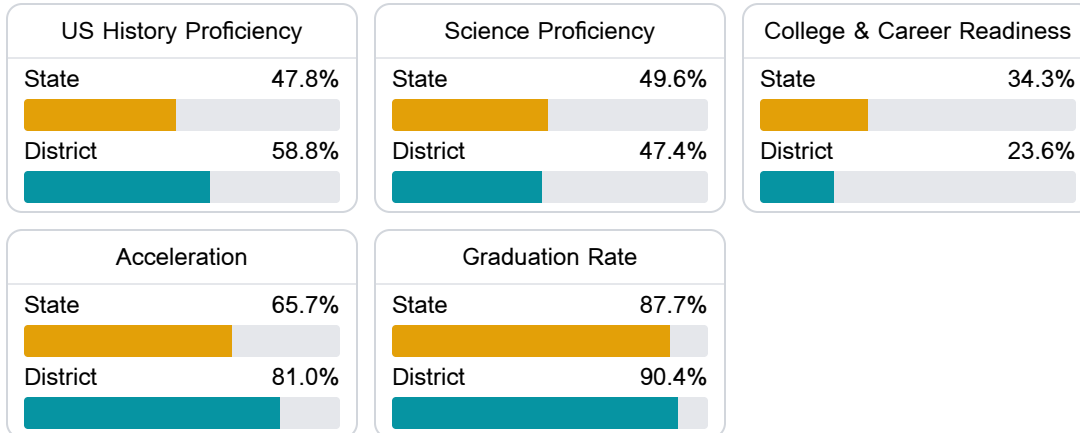 US History Proficiency
State 47.8%
District 58.8%
Science Proficiency
State 49.6%
District 47.4%
College & Career Readiness
State 34.3%
District 23.6%
Acceleration
State 65.7%
District 81.0%
Graduation Rate
State 87.7%
District 90.4%